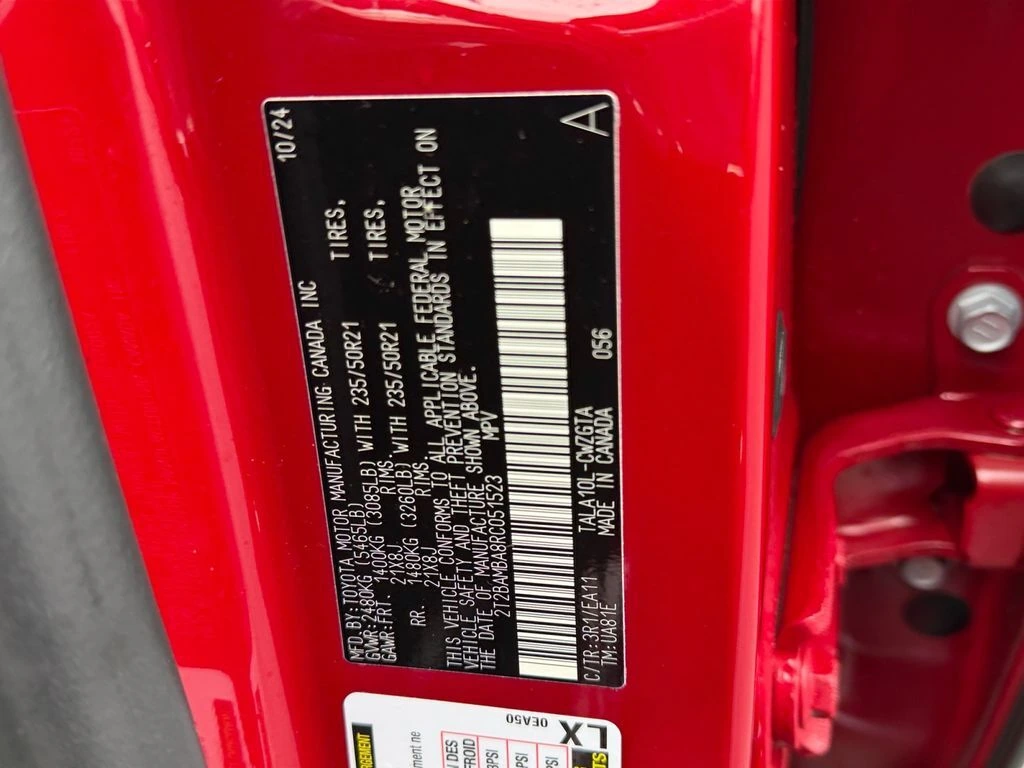 MFD.BY:TOYOTA MOTOR MANUFACTURING CANADA INC 10/24
GVWR:2480KG (5465LB)
GAWR:FRT. 1400KG (3085LB) WITH 235/50R21 TIRES,
21X8J RIMS,
RR. 1480KG (3260LB) WITH 235/50R21 TIRES,
21X8J RIMS.
THIS VEHICLE CONFORMS TO ALL APPLICABLE FEDERAL MOTOR
VEHICLE SAFETY AND THEFT PREVENTION STANDARDS IN EFFECT ON
THE DATE OF MANUFACTURE SHOWN ABOVE.
2T2BAMBA8RC051523 MPV
A
C/TR:3R1/EA11 TALA10L-CWZGTA 056
TM:UA81E MADE IN CANADA
LX
0EA50